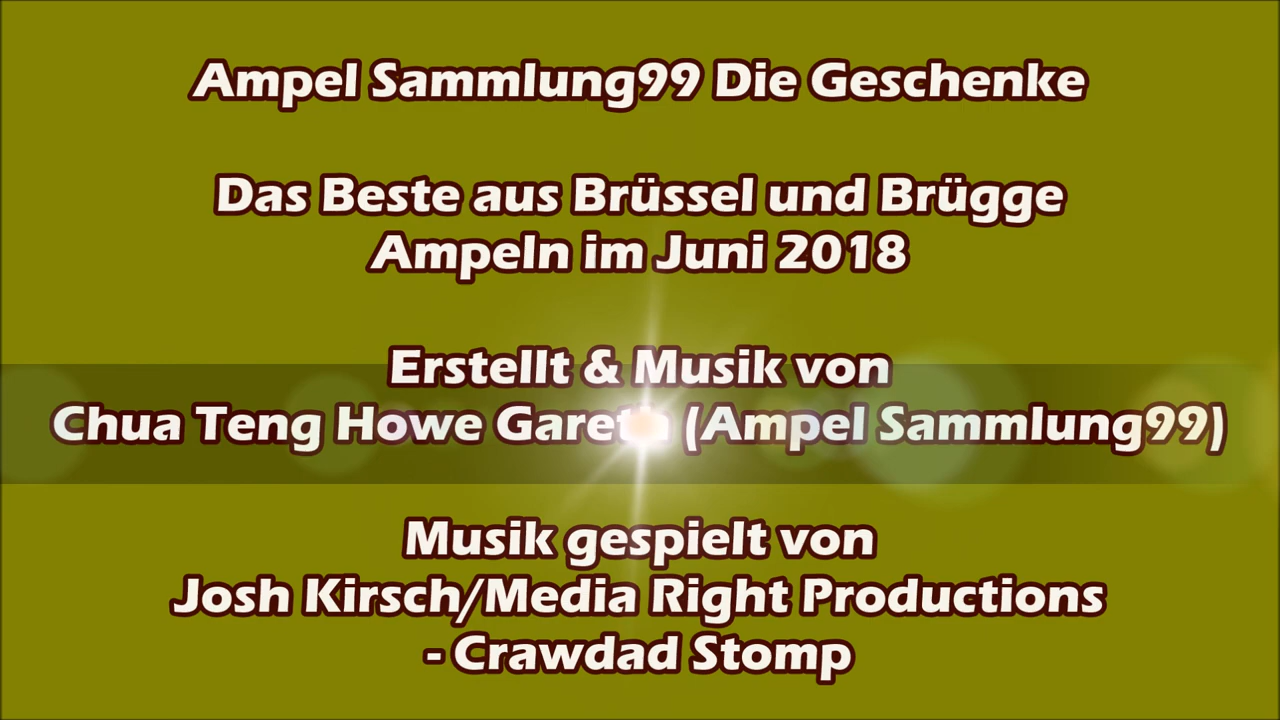 Ampel Sammlung99 Die Geschenke
Das Beste aus Brüssel und Brügge
Ampeln im Juni 2018
Erstellt & Musik von
Chua Teng Howe Gareth (Ampel Sammlung99)
Musik gespielt von
Josh Kirsch/Media Right Productions
- Crawdad Stomp